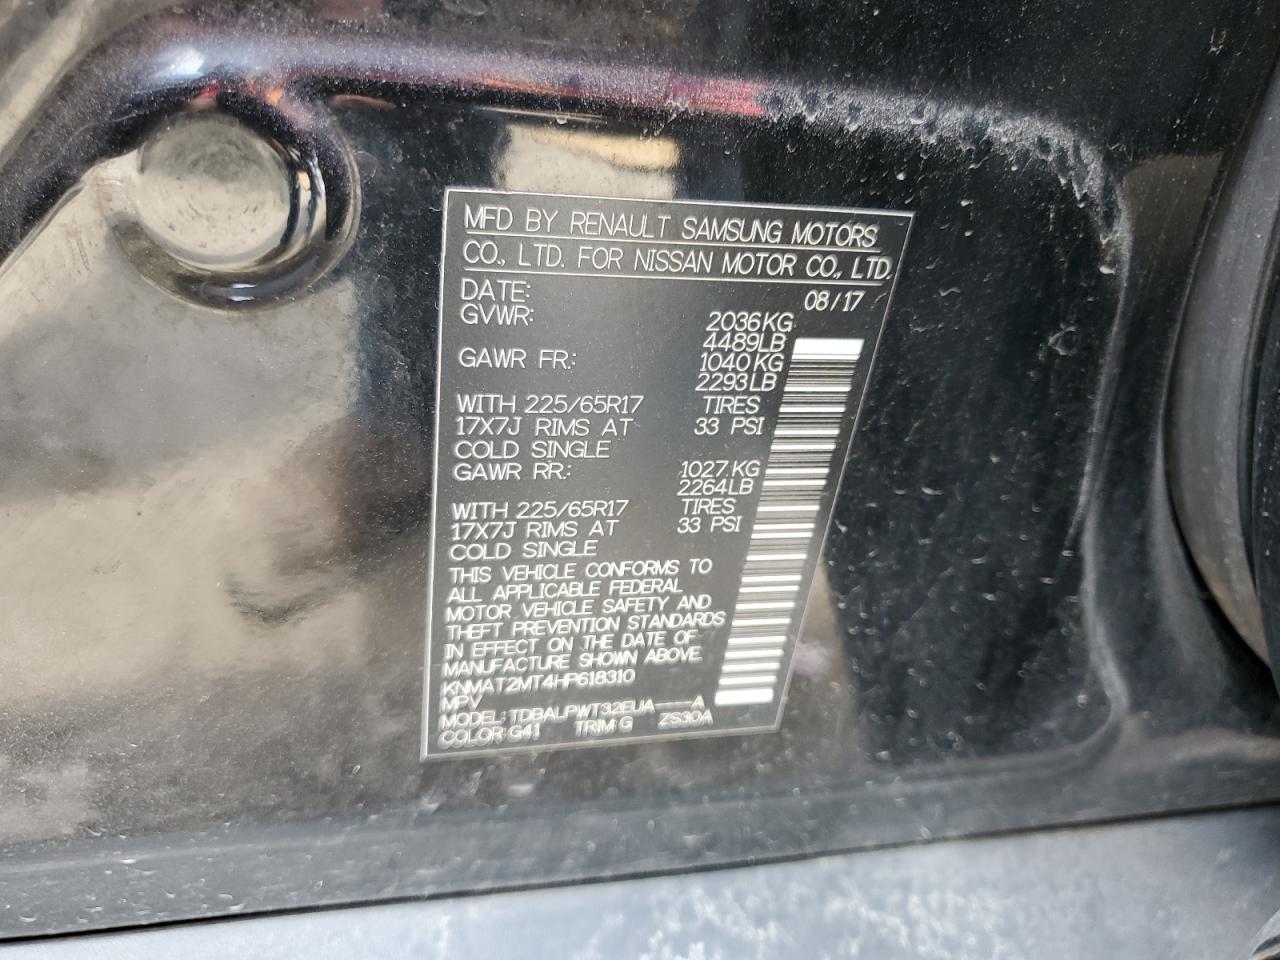 MFD BY RENAULT SAMSUNG MOTORS
CO., LTD. FOR NISSAN MOTOR CO., LTD.
DATE: 08/17
GVWR: 2036KG
4489LB
GAWR FR.: 1040KG
2293LB
WITH 225/65R17 TIRES
17X7J RIMS AT 33 PSI
COLD SINGLE
GAWR RR.: 1027KG
2264LB
WITH 225/65R17 TIRES
17X7J RIMS AT 33 PSI
COLD SINGLE
THIS VEHICLE CONFORMS TO
ALL APPLICABLE FEDERAL
MOTOR VEHICLE SAFETY AND
THEFT PREVENTION STANDARDS
IN EFFECT ON THE DATE OF
MANUFACTURE SHOWN ABOVE.
KNMAT2MT4HP618310
MPV
MODEL: TDBALPWT32EUA----A
COLOR: G41 TRIM: G ZS30A